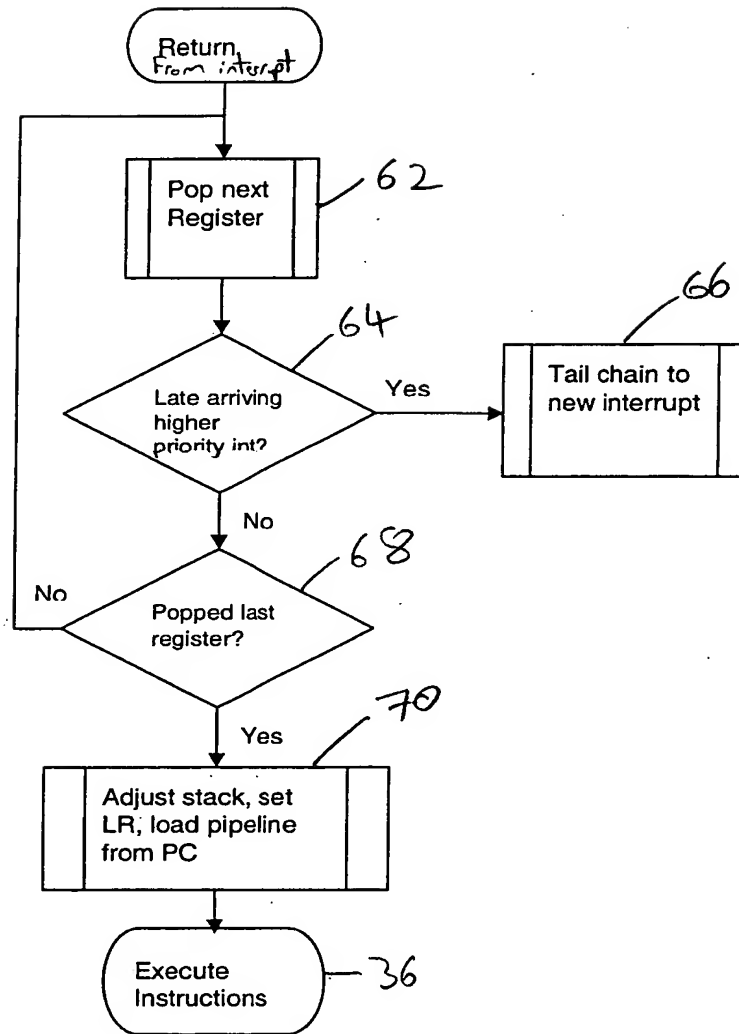 Return
From interrupt
Pop next
Register
62
64
Late arriving
higher
priority int?
Yes
66
Tail chain to
new interrupt
No
68
No
Popped last
register?
Yes
70
Adjust stack, set
LR, load pipeline
from PC
Execute
Instructions
36